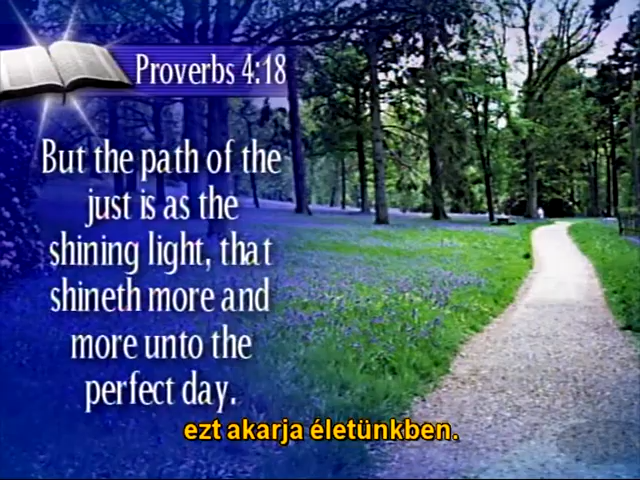 Proverbs 4:18
But the path of the
just is as the
shining light, that
shineth more and
more unto the
perfect day.
ezt akarja életünkben.